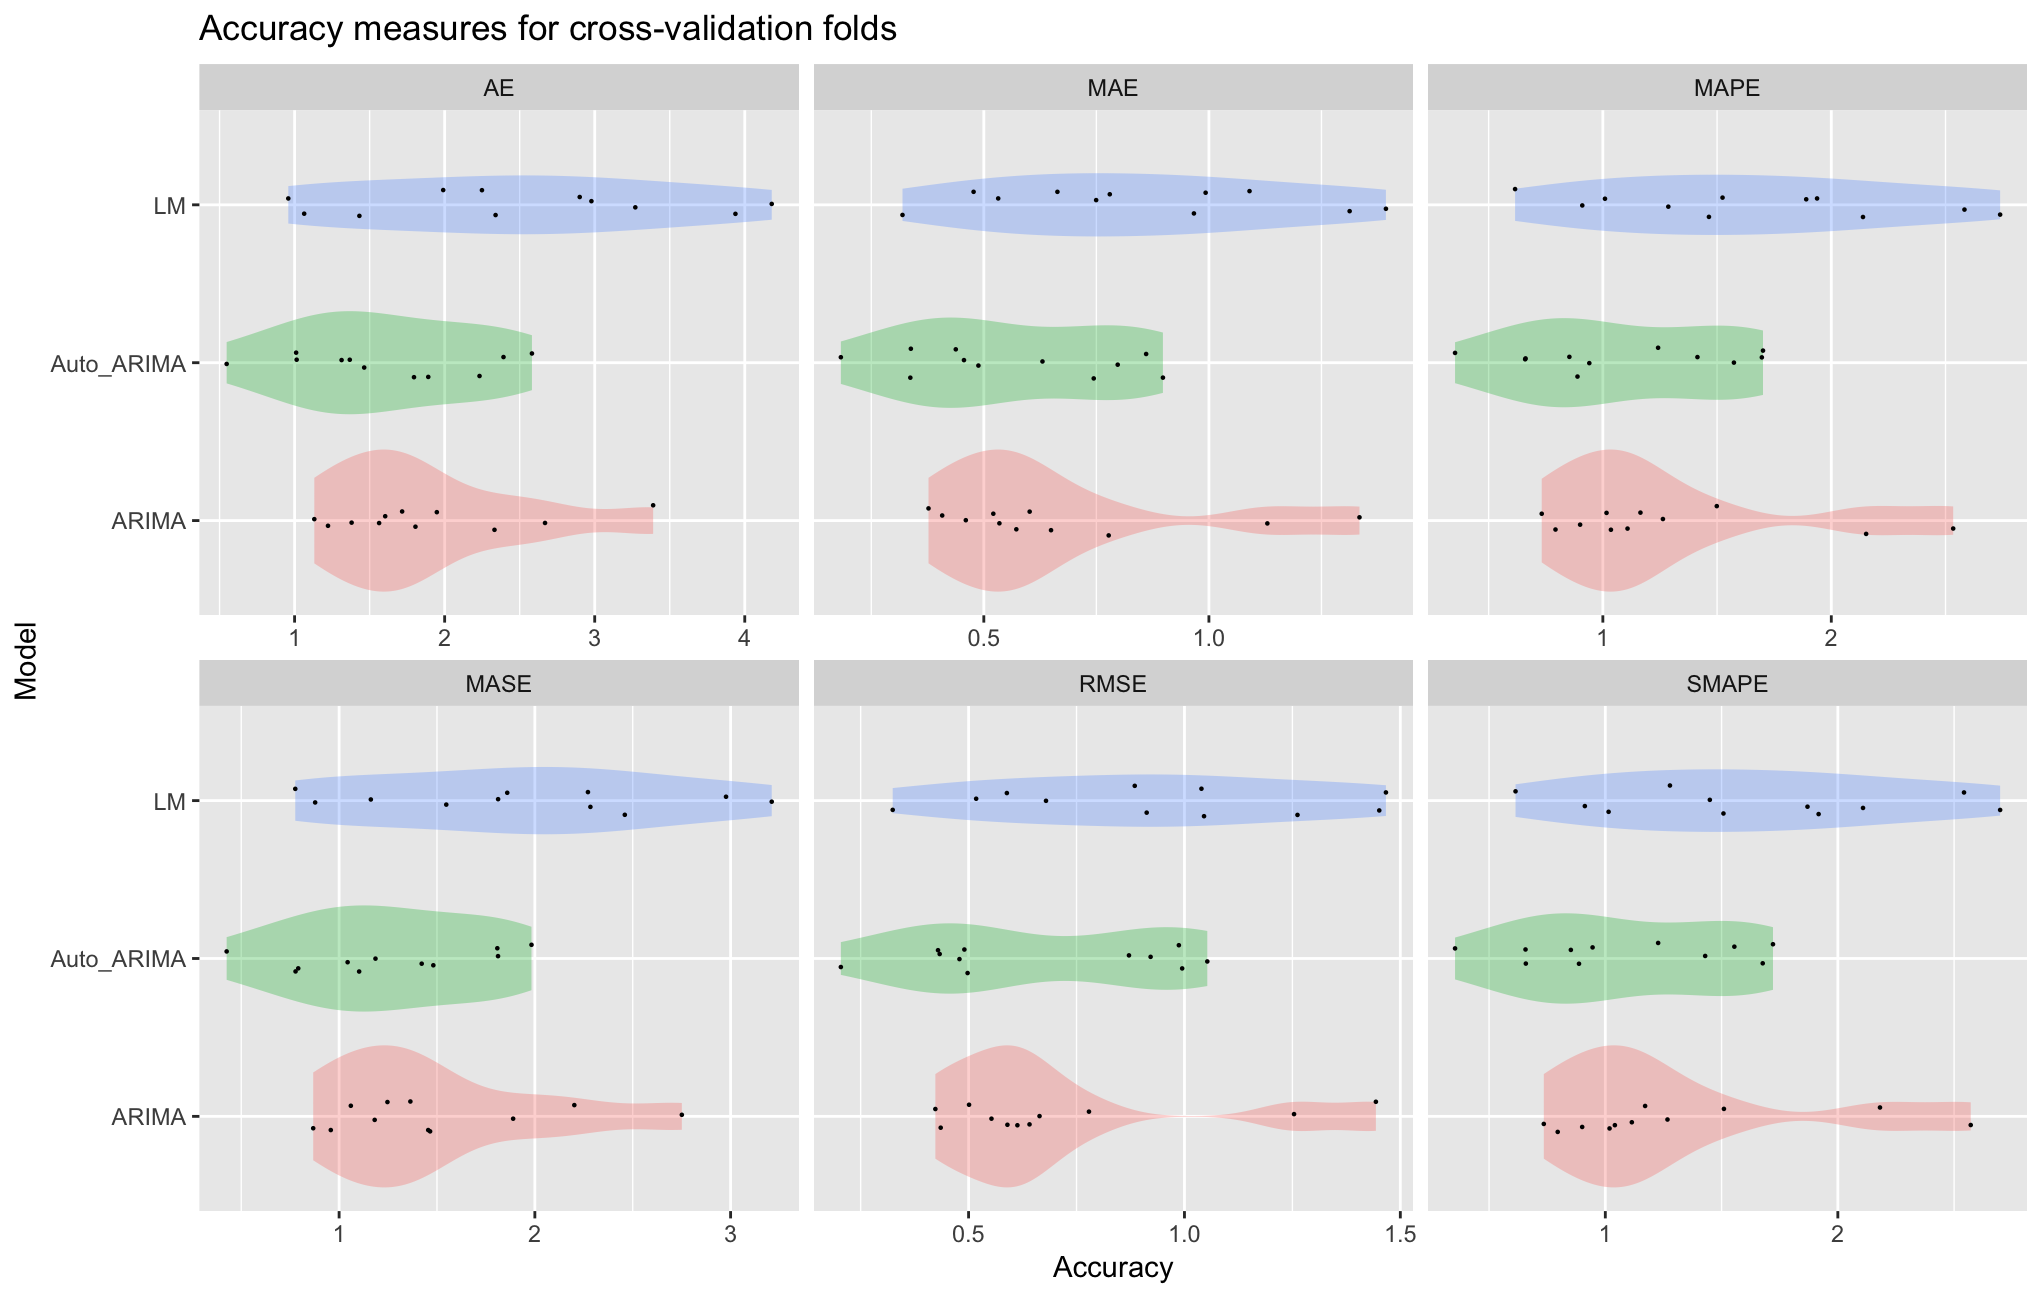 Accuracy measures for cross-validation folds
AE
MAE
MAPE
LM
Auto_ARIMA
ARIMA
1 2 3 4
0.5 1.0
1 2
Model
MASE
RMSE
SMAPE
LM
Auto_ARIMA
ARIMA
1 2 3
0.5 1.0 1.5
1 2
Accuracy